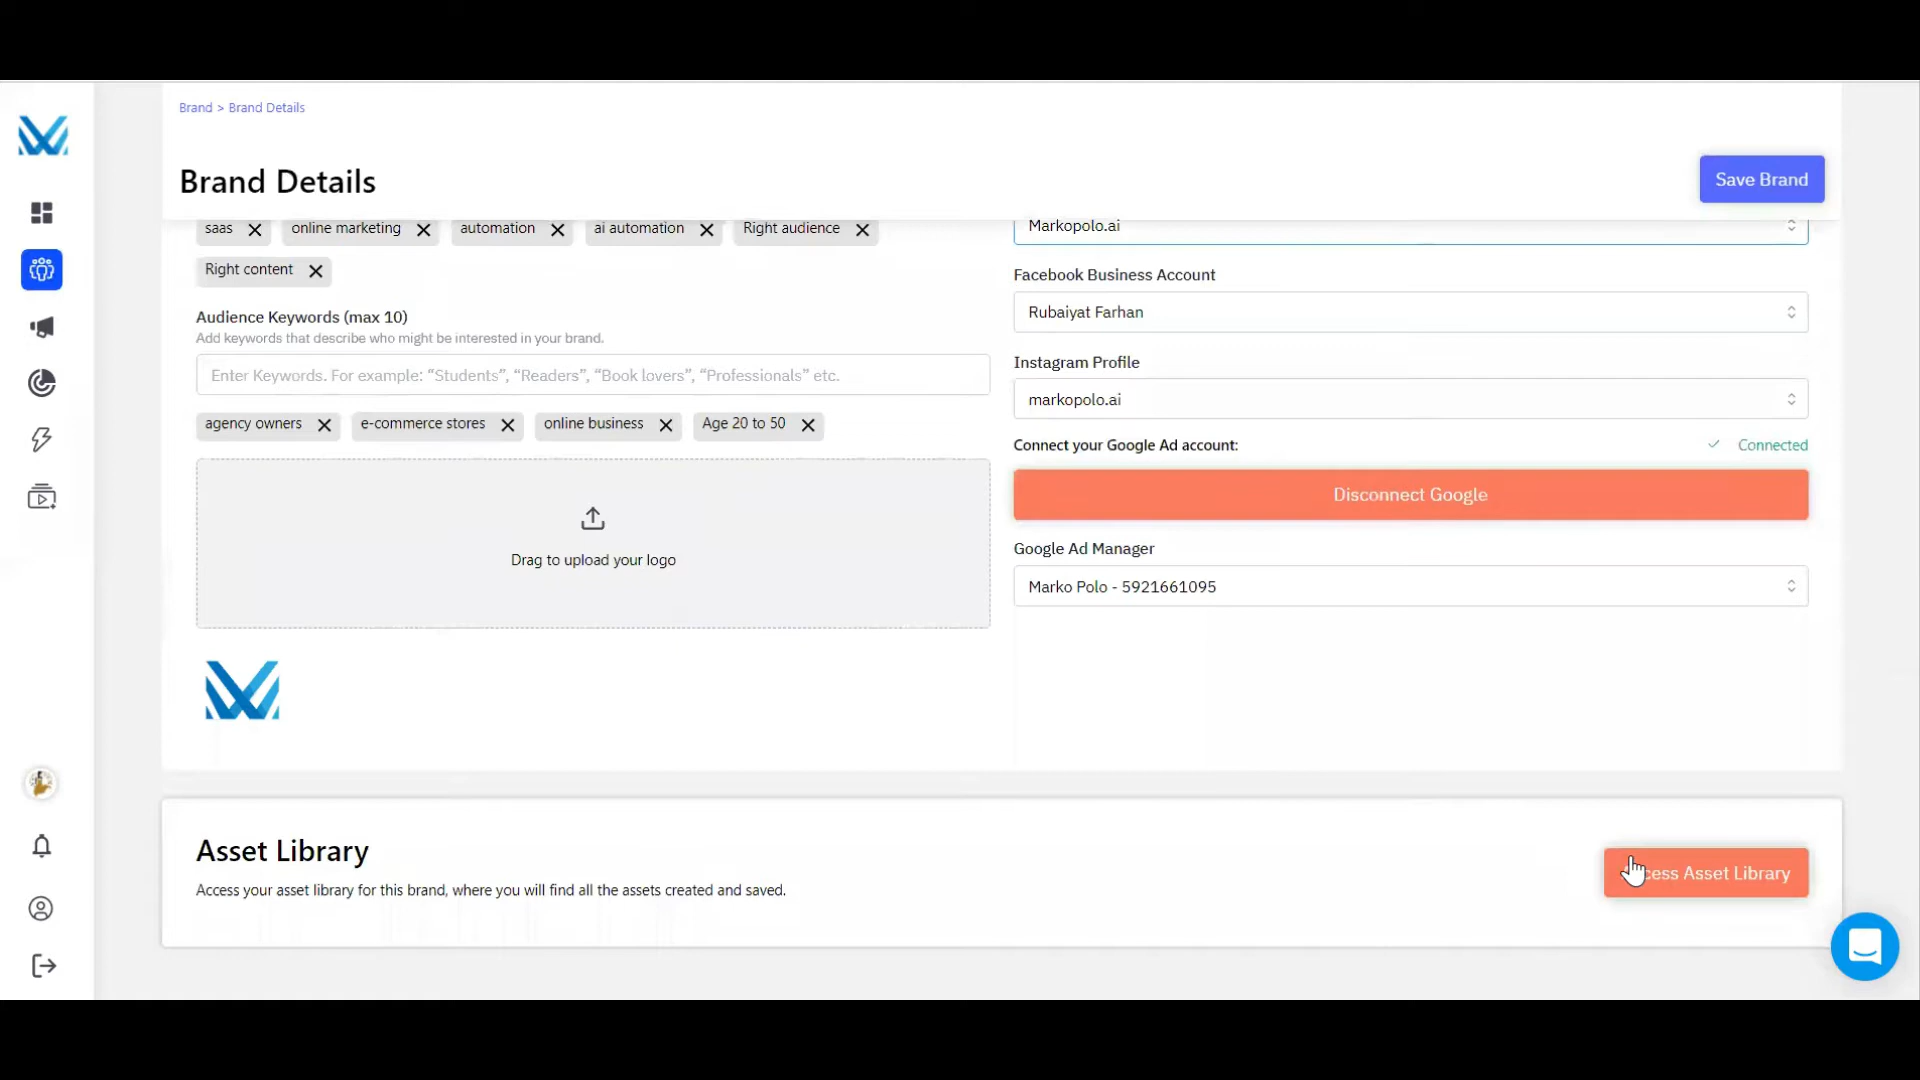 Brand > Brand Details
Brand Details
Save Brand
saas
online marketing
automation
ai automation
Right audience
Right content
Audience Keywords (max 10)
Add keywords that describe who might be interested in your brand.
Enter Keywords. For example: “Students”, “Readers”, “Book lovers”, “Professionals” etc.
agency owners
e-commerce stores
online business
Age 20 to 50
Drag to upload your logo
Markopolo.ai
Facebook Business Account
Rubaiyat Farhan
Instagram Profile
markopolo.ai
Connect your Google Ad account:
Connected
Disconnect Google
Google Ad Manager
Marko Polo - 5921661095
Asset Library
Access your asset library for this brand, where you will find all the assets created and saved.
Asset Library